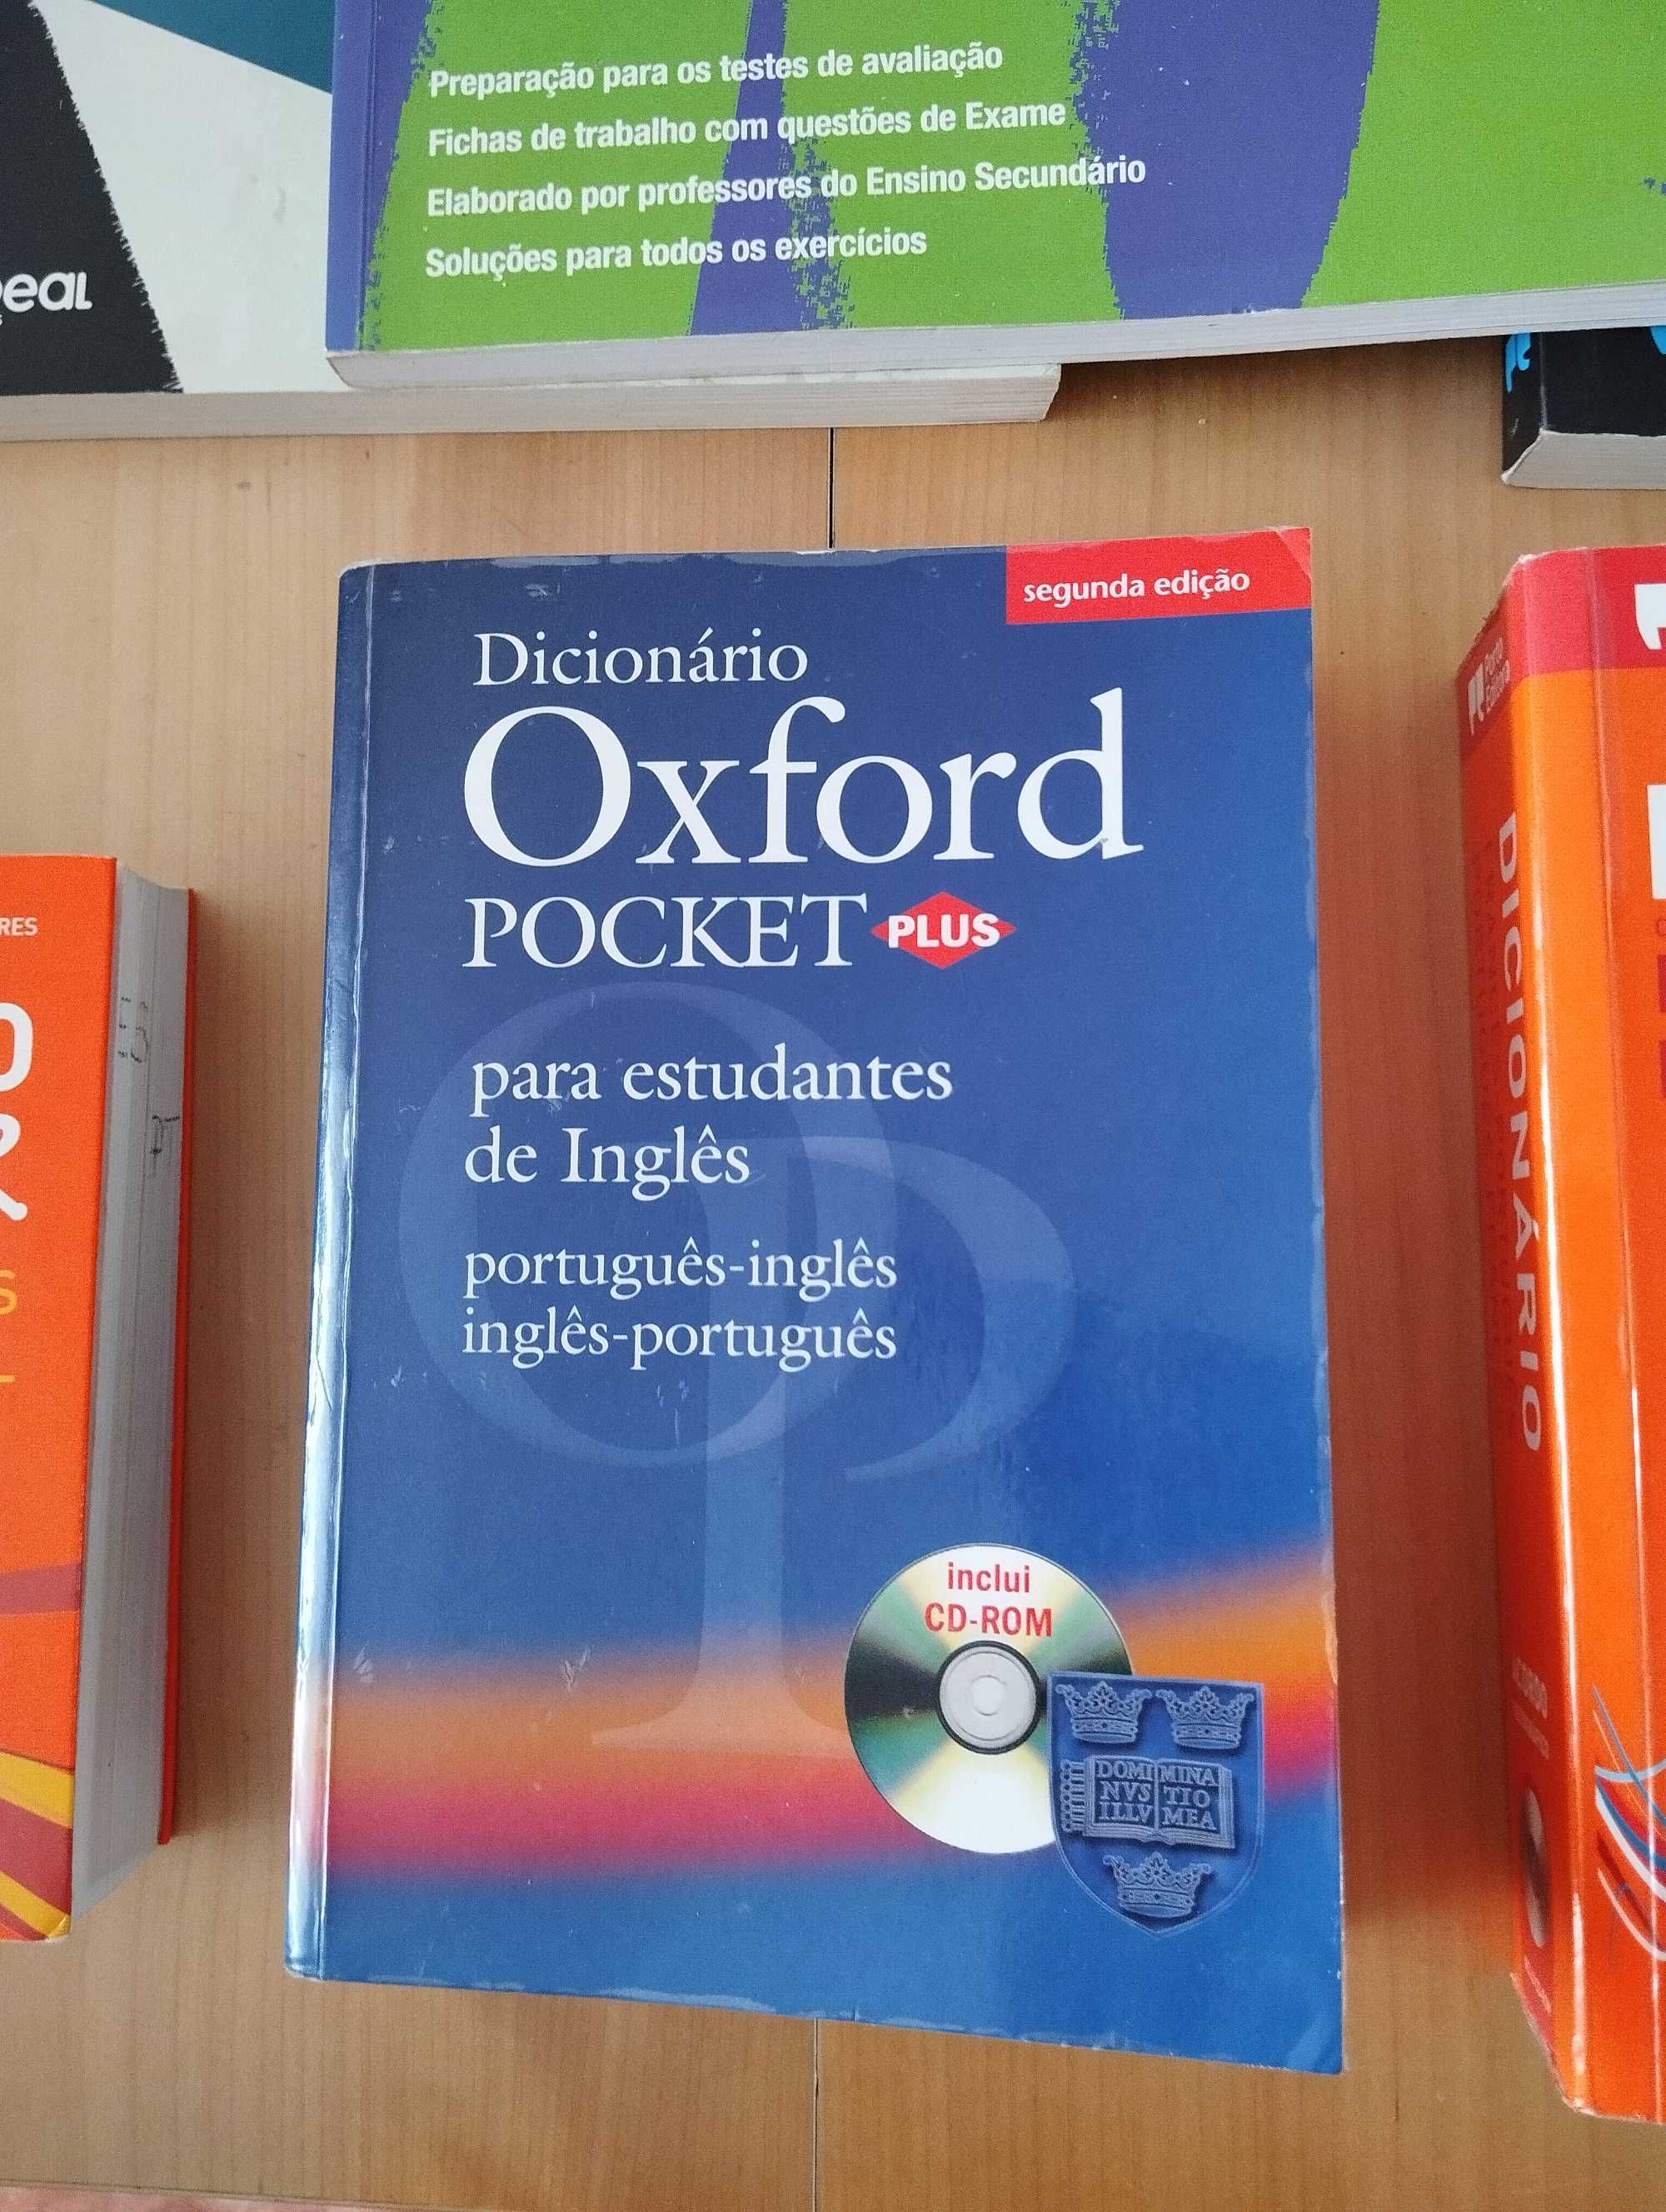 Preparação para os testes de avaliação
Fichas de trabalho com questões de Exame
Elaborado por professores do Ensino Secundário
Soluções para todos os exercícios
segunda edição
Dicionário
Oxford
POCKET PLUS
para estudantes
de Inglês
português-inglês
inglês-português
inclui
CD-ROM
DOMI MINA
NVS TIO
ILLV MEA
Porto
Editora
DICIONÁRIO